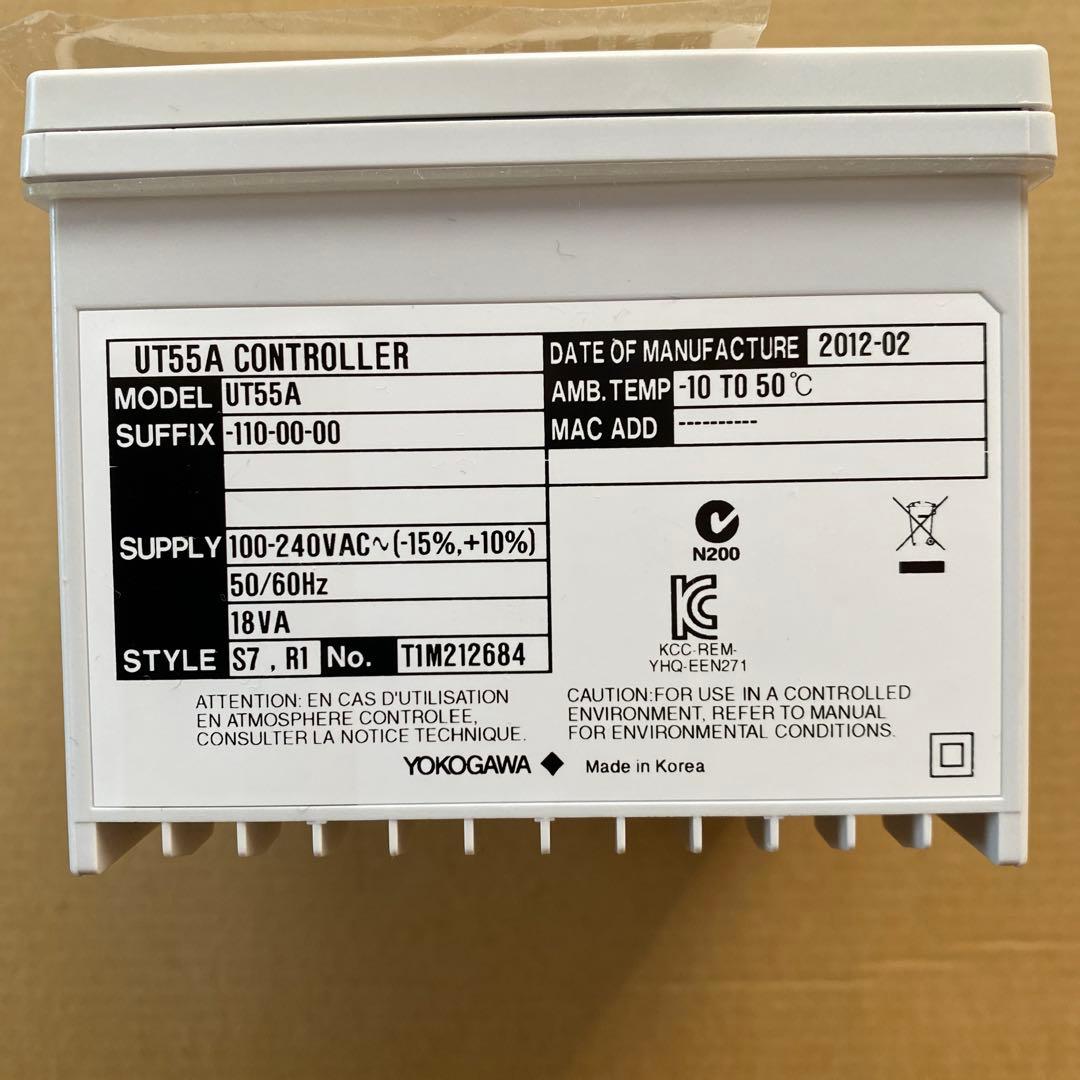 UT55A CONTROLLER
MODEL UT55A
SUFFIX -110-00-00
SUPPLY 100-240VAC~(-15%,+10%)
50/60Hz
18VA
STYLE S7 , R1 No. T1M212684
DATE OF MANUFACTURE 2012-02
AMB.TEMP -10 TO 50℃
MAC ADD ----------
N200
KCC-REM-
YHQ-EEN271
ATTENTION: EN CAS D'UTILISATION
EN ATMOSPHERE CONTROLEE,
CONSULTER LA NOTICE TECHNIQUE.
CAUTION:FOR USE IN A CONTROLLED
ENVIRONMENT, REFER TO MANUAL
FOR ENVIRONMENTAL CONDITIONS.
YOKOGAWA ◆ Made in Korea